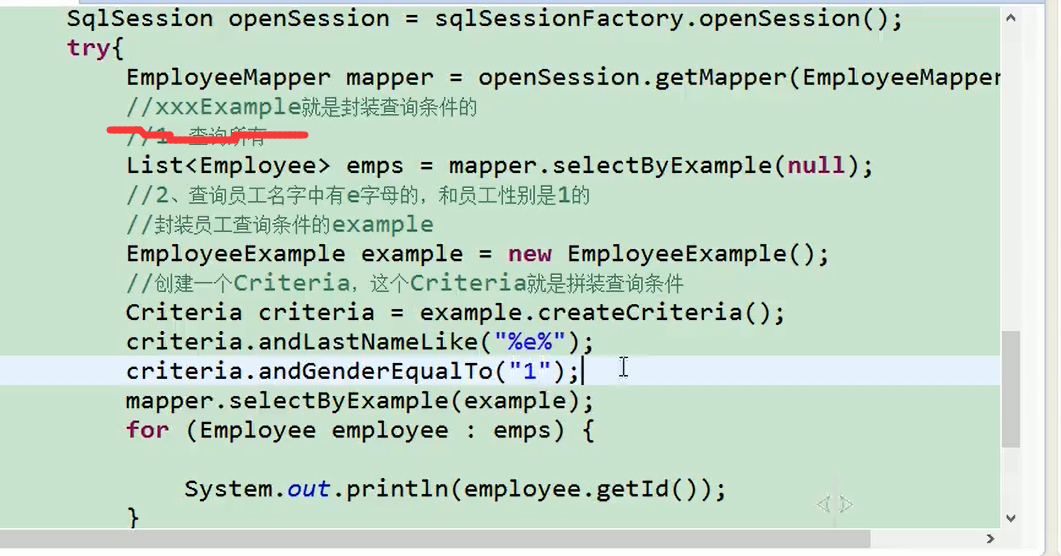 SqlSession openSession = sqlSessionFactory.openSession();
try{
EmployeeMapper mapper = openSession.getMapper(EmployeeMapper
//xxxExample就是封装查询条件的
//1、查询所有
List<Employee> emps = mapper.selectByExample(null);
//2、查询员工名字中有e字母的，和员工性别是1的
//封装员工查询条件的example
EmployeeExample example = new EmployeeExample();
//创建一个Criteria，这个Criteria就是拼装查询条件
Criteria criteria = example.createCriteria();
criteria.andLastNameLike("%e%");
criteria.andGenderEqualTo("1");
mapper.selectByExample(example);
for (Employee employee : emps) {
System.out.println(employee.getId());
}